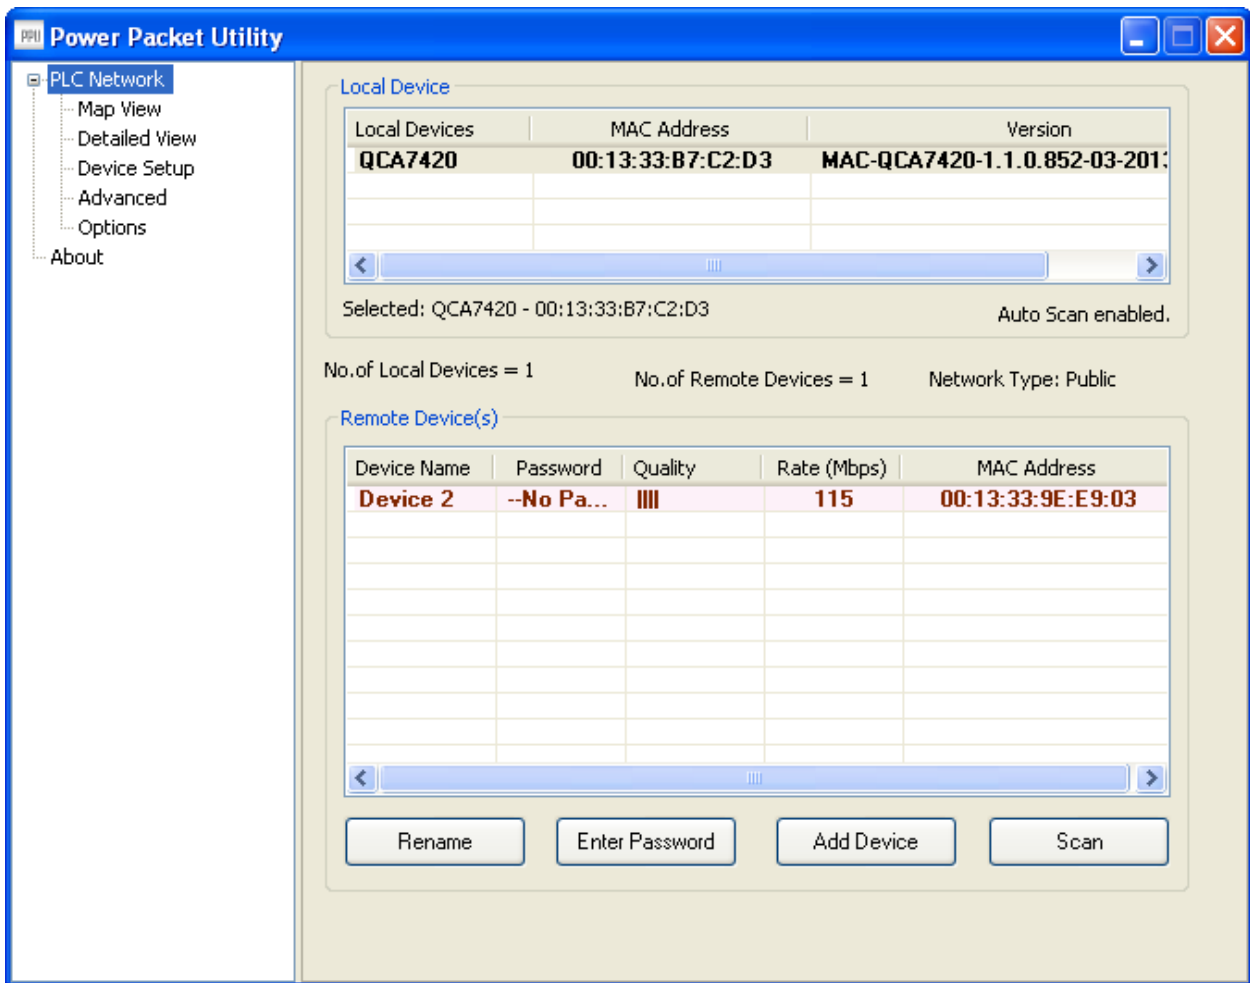 PPU Power Packet Utility
PLC Network
Map View
Detailed View
Device Setup
Advanced
Options
About
Local Device
Local Devices MAC Address Version
QCA7420 00:13:33:B7:C2:D3 MAC-QCA7420-1.1.0.852-03-201
Selected: QCA7420 - 00:13:33:B7:C2:D3 Auto Scan enabled.
No.of Local Devices = 1 No.of Remote Devices = 1 Network Type: Public
Remote Device(s)
Device Name Password Quality Rate (Mbps) MAC Address
Device 2 --No Pa... IIII 115 00:13:33:9E:E9:03
Rename Enter Password Add Device Scan